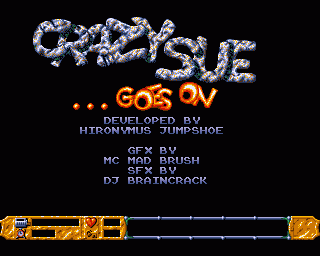 CRAZY SUE
... GOES ON
DEVELOPED BY
HIRONYMUS JUMPSHOE
GFX BY
MC MAD BRUSH
SFX BY
DJ BRAINCRACK